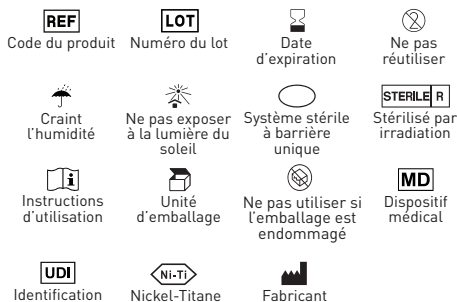 REF
LOT
Code du produit
Numéro du lot
Date
d'expiration
Ne pas
réutiliser
STERILE R
Craint
l'humidité
Ne pas exposer
à la lumière du
soleil
Système stérile
à barrière
unique
Stérilisé par
irradiation
i
MD
Instructions
d'utilisation
Unité
d'emballage
Ne pas utiliser si
l'emballage est
endommagé
Dispositif
médical
UDI
Ni-Ti
Identification
Nickel-Titane
Fabricant